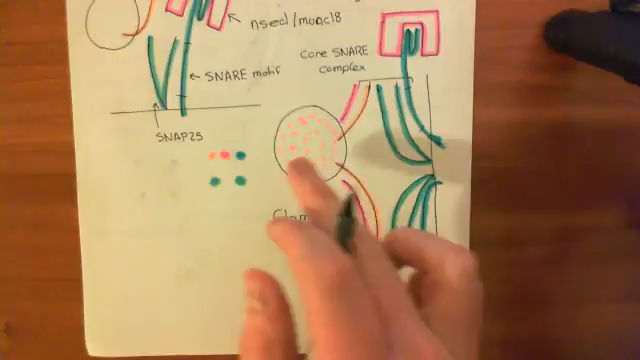 nsec1/munc18
Core SNARE
complex
SNARE motif
SNAP25